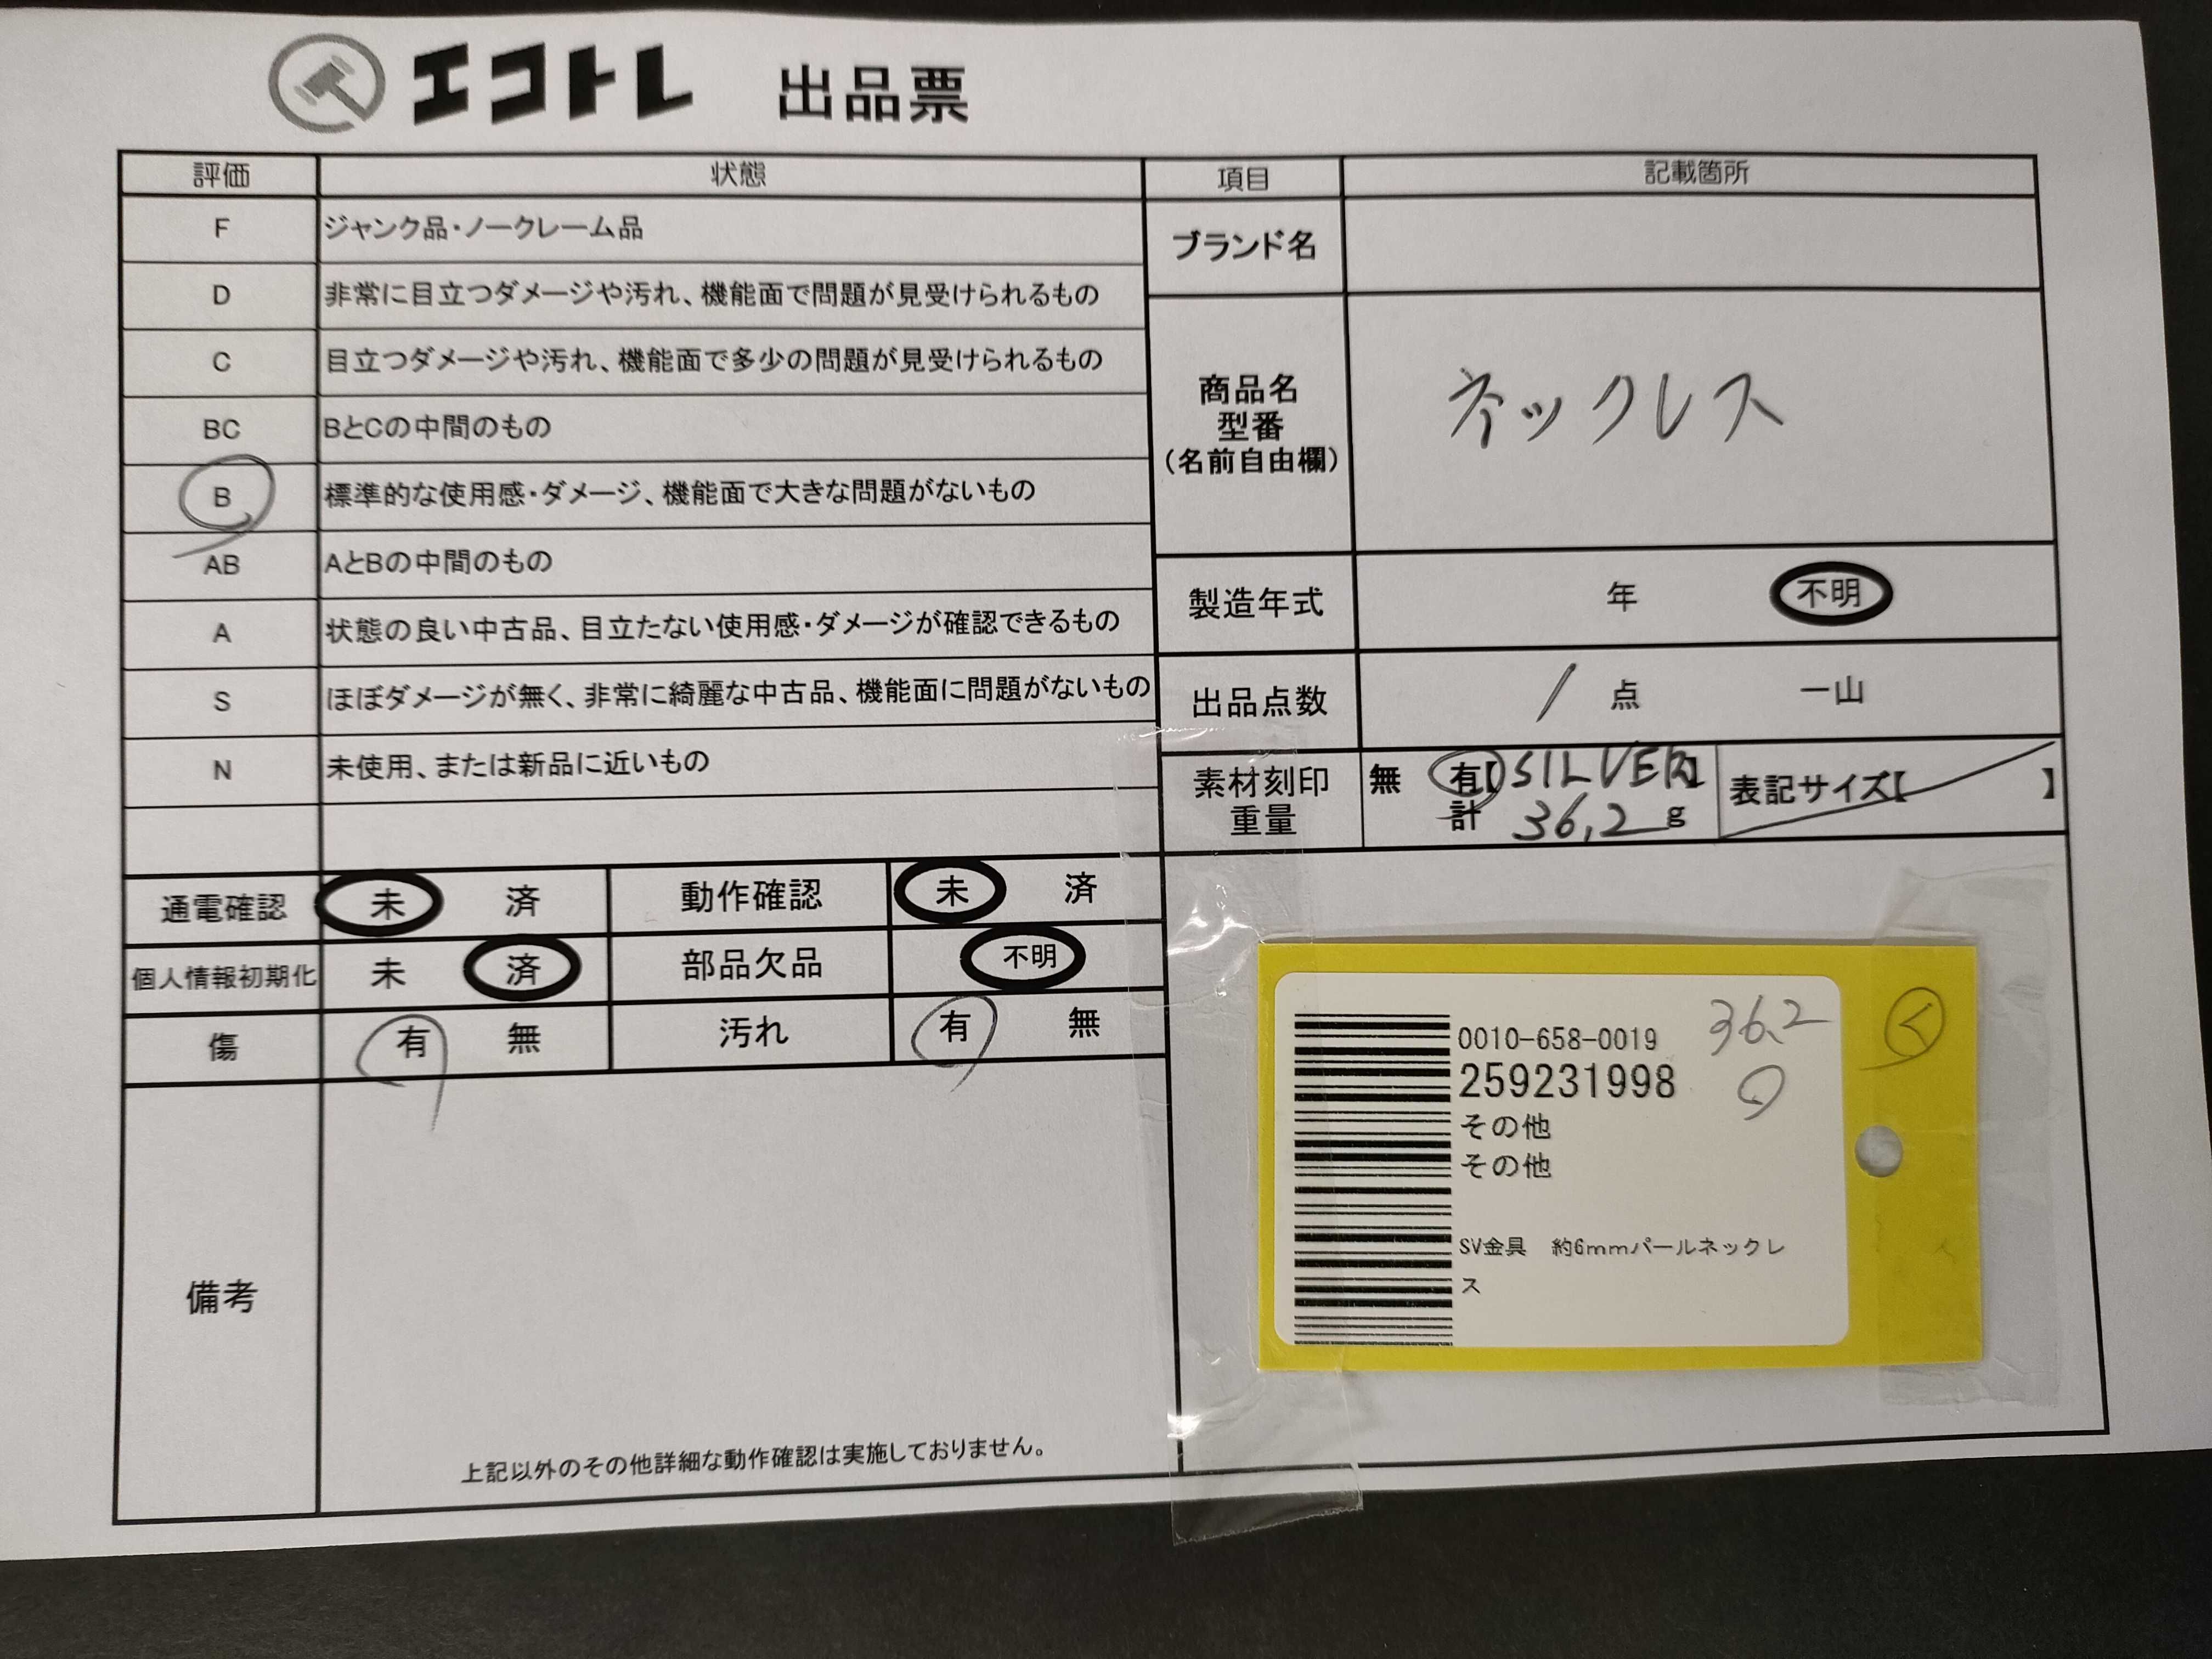 エコトレ 出品票
評価 状態
F ジャンク品・ノークレーム品
D 非常に目立つダメージや汚れ、機能面で問題が見受けられるもの
C 目立つダメージや汚れ、機能面で多少の問題が見受けられるもの
BC BとCの中間のもの
B 標準的な使用感・ダメージ、機能面で大きな問題がないもの
AB AとBの中間のもの
A 状態の良い中古品、目立たない使用感・ダメージが確認できるもの
S ほぼダメージが無く、非常に綺麗な中古品、機能面に問題がないもの
N 未使用、または新品に近いもの
通電確認 未 済 動作確認 未 済
個人情報初期化 未 済 部品欠品 不明
傷 有 無 汚れ 有 無
備考
上記以外のその他詳細な動作確認は実施しておりません。
項目 記載箇所
ブランド名
商品名
型番
(名前自由欄)
ネックレス
製造年式 年 不明
出品点数 / 点 一山
素材刻印 無 有【SILVER】 表記サイズ【 】
重量 計 36.2 g
0010-658-0019 36.2
259231998
その他
その他
SV金具 約6mmパールネックレ
ス